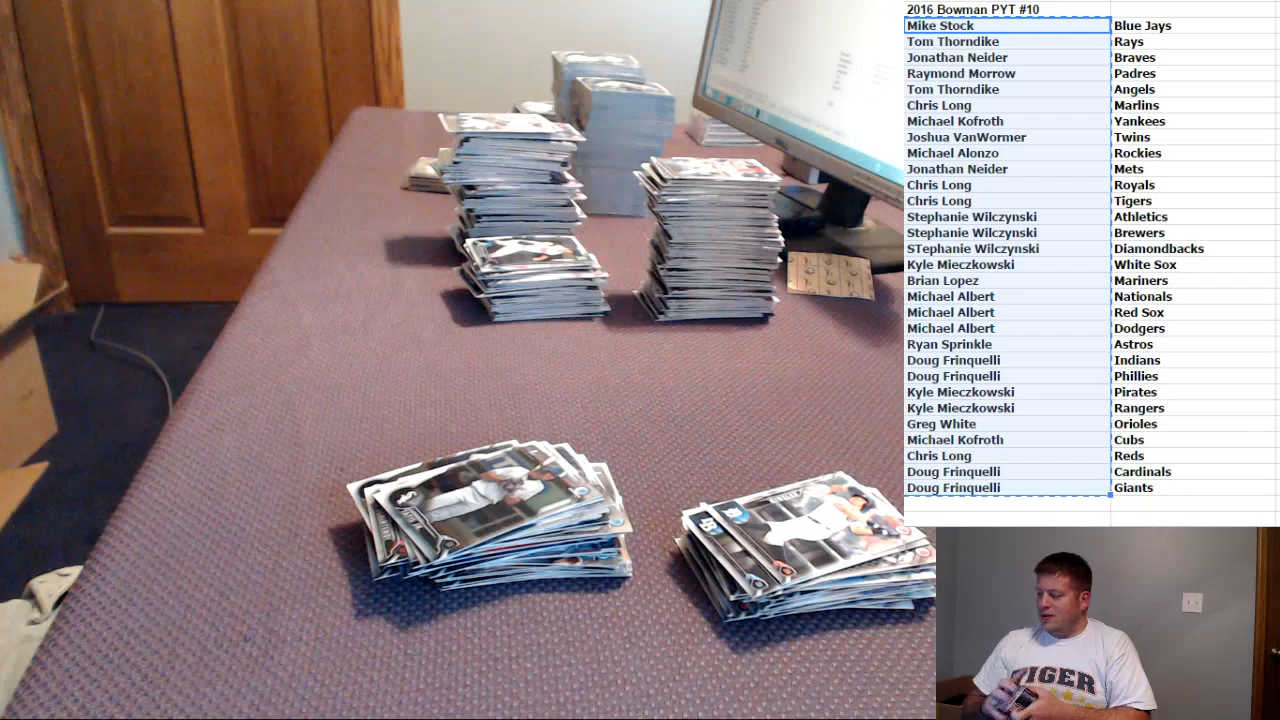 2016 Bowman PYT #10
Mike Stock Blue Jays
Tom Thorndike Rays
Jonathan Neider Braves
Raymond Morrow Padres
Tom Thorndike Angels
Chris Long Marlins
Michael Kofroth Yankees
Joshua VanWormer Twins
Michael Alonzo Rockies
Jonathan Neider Mets
Chris Long Royals
Chris Long Tigers
Stephanie Wilczynski Athletics
Stephanie Wilczynski Brewers
STephanie Wilczynski Diamondbacks
Kyle Mieczkowski White Sox
Brian Lopez Mariners
Michael Albert Nationals
Michael Albert Red Sox
Michael Albert Dodgers
Ryan Sprinkle Astros
Doug Frinquelli Indians
Doug Frinquelli Phillies
Kyle Mieczkowski Pirates
Kyle Mieczkowski Rangers
Greg White Orioles
Michael Kofroth Cubs
Chris Long Reds
Doug Frinquelli Cardinals
Doug Frinquelli Giants